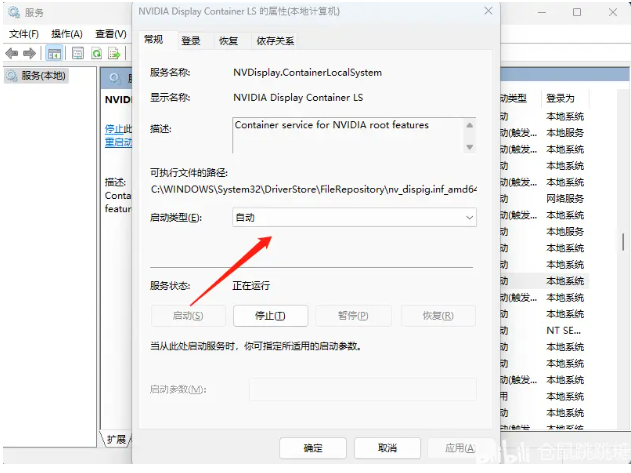 服务
文件(F) 操作(A) 查看(V)
服务(本地)
NVIDIA Display Container LS 的属性(本地计算机)
常规 登录 恢复 依存关系
服务名称: NVDisplay.ContainerLocalSystem
显示名称: NVIDIA Display Container LS
描述: Container service for NVIDIA root features
可执行文件的路径:
C:\WINDOWS\System32\DriverStore\FileRepository\nv_dispig.inf_amd64
启动类型(E): 自动
服务状态: 正在运行
启动(S) 停止(T) 暂停(P) 恢复(R)
当从此处启动服务时，你可指定所适用的启动参数。
启动参数(M):
确定 取消 应用(A)
NVID
停止此
重启动
描述:
Conta
featur
扩展
动类型 登录为
动 本地系统
动(触发... 本地服务
动(触发... 本地系统
动 本地系统
动(触发... 本地系统
动 网络服务
动 本地系统
动 本地服务
动 本地系统
动 本地系统
动 本地系统
动(触发... 本地系统
动 本地系统
动 NT SE...
动 本地系统
动 本地系统
动(触发... 本地系统
用 本地系统
动 本地系统
动(触发... 本地系统
bilibili